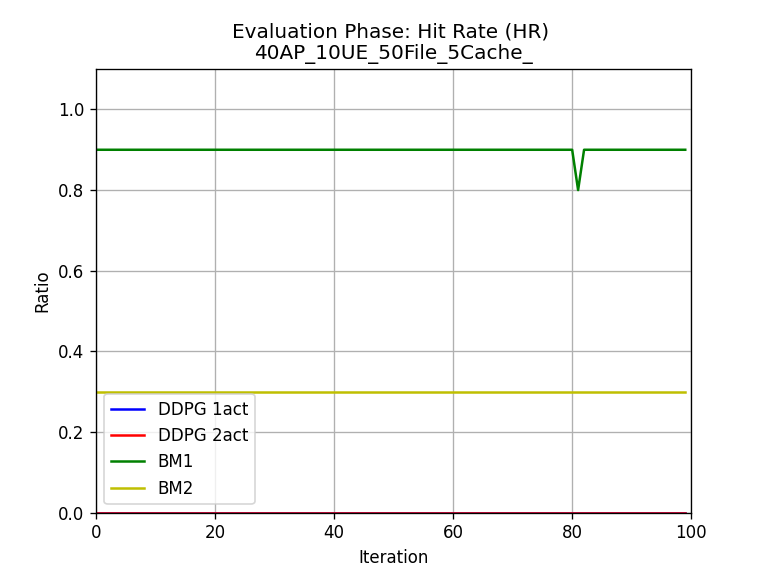 Evaluation Phase: Hit Rate (HR)
40AP_10UE_50File_5Cache_
1.0
0.8
0.6
0.4
0.2
0.0
Ratio
DDPG 1act
DDPG 2act
BM1
BM2
0 20 40 60 80 100
Iteration